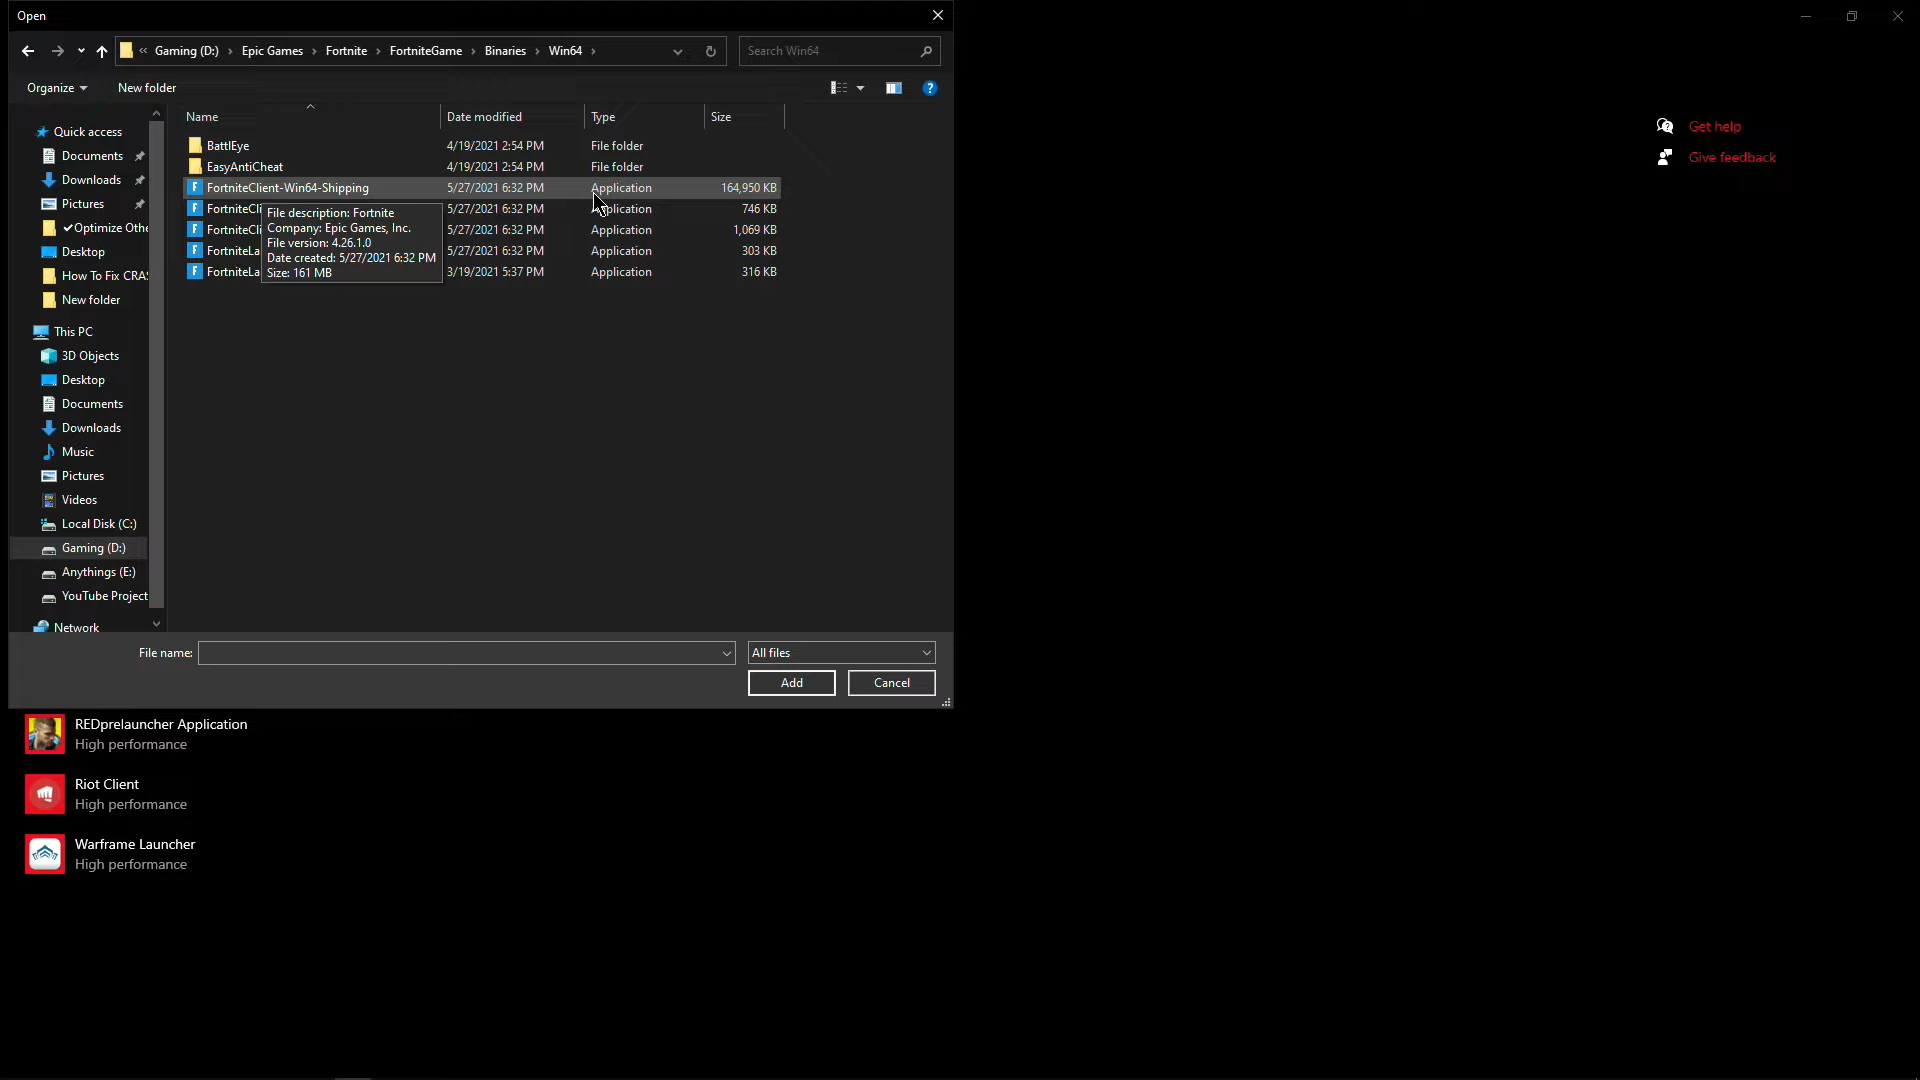 Open
« Gaming (D:) › Epic Games › Fortnite › FortniteGame › Binaries › Win64 ›
Search Win64
Organize
New folder
Name Date modified Type Size
BattlEye 4/19/2021 2:54 PM File folder
EasyAntiCheat 4/19/2021 2:54 PM File folder
FortniteClient-Win64-Shipping 5/27/2021 6:32 PM Application 164,950 KB
FortniteCli 5/27/2021 6:32 PM Application 746 KB
FortniteCli 5/27/2021 6:32 PM Application 1,069 KB
FortniteLa 5/27/2021 6:32 PM Application 303 KB
FortniteLa 3/19/2021 5:37 PM Application 316 KB
File description: Fortnite
Company: Epic Games, Inc.
File version: 4.26.1.0
Date created: 5/27/2021 6:32 PM
Size: 161 MB
Quick access
Documents
Downloads
Pictures
✔Optimize Othe
Desktop
How To Fix CRAS
New folder
This PC
3D Objects
Desktop
Documents
Downloads
Music
Pictures
Videos
Local Disk (C:)
Gaming (D:)
Anythings (E:)
YouTube Project
Network
File name:
All files
Add
Cancel
Get help
Give feedback
REDprelauncher Application
High performance
Riot Client
High performance
Warframe Launcher
High performance